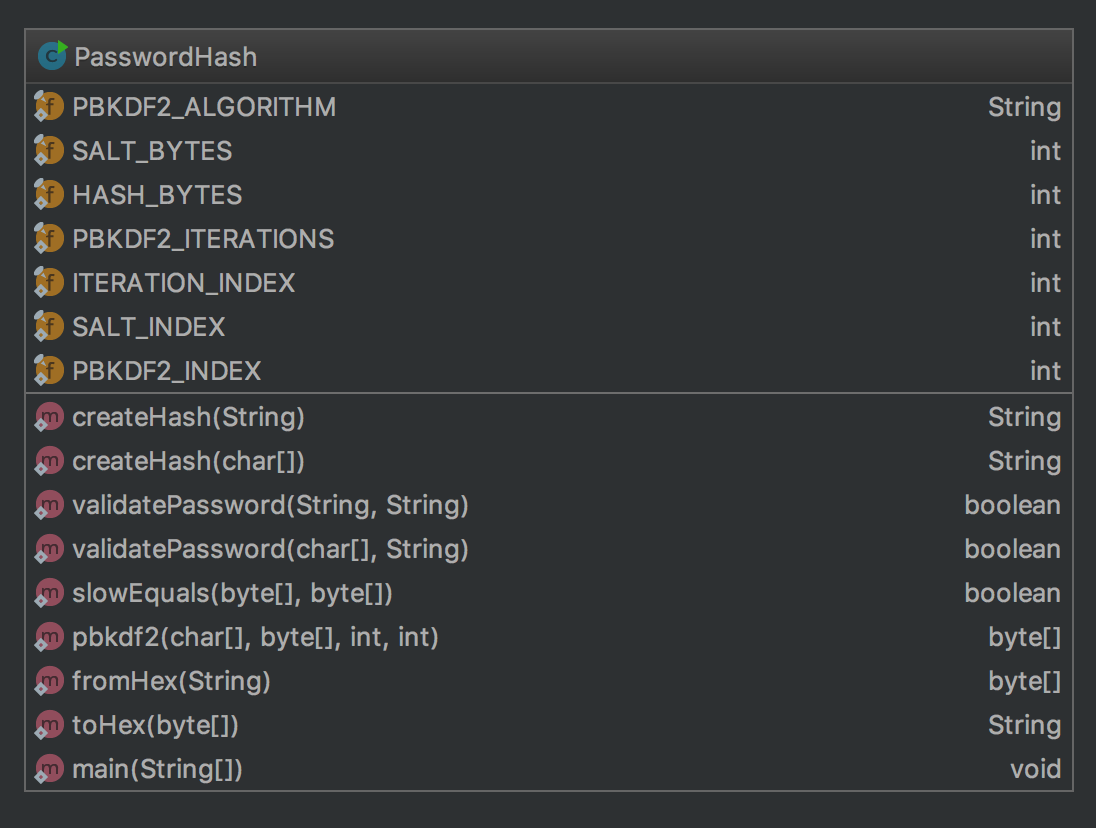 PasswordHash
PBKDF2_ALGORITHM String
SALT_BYTES int
HASH_BYTES int
PBKDF2_ITERATIONS int
ITERATION_INDEX int
SALT_INDEX int
PBKDF2_INDEX int
createHash(String) String
createHash(char[]) String
validatePassword(String, String) boolean
validatePassword(char[], String) boolean
slowEquals(byte[], byte[]) boolean
pbkdf2(char[], byte[], int, int) byte[]
fromHex(String) byte[]
toHex(byte[]) String
main(String[]) void